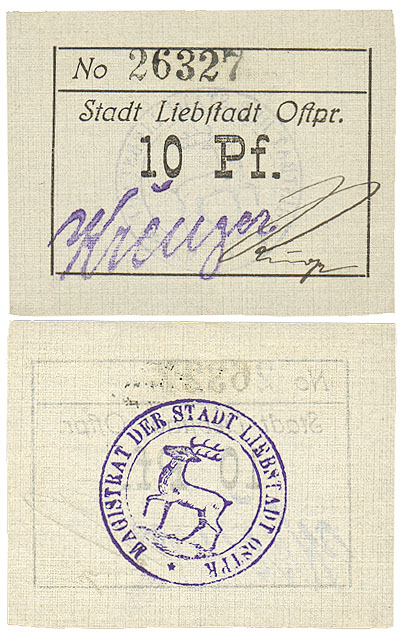 No 26327
Stadt Liebſtadt Oſtpr.
10 Pf.
MAGISTRAT DER STADT LIEBSTADT OSTPR